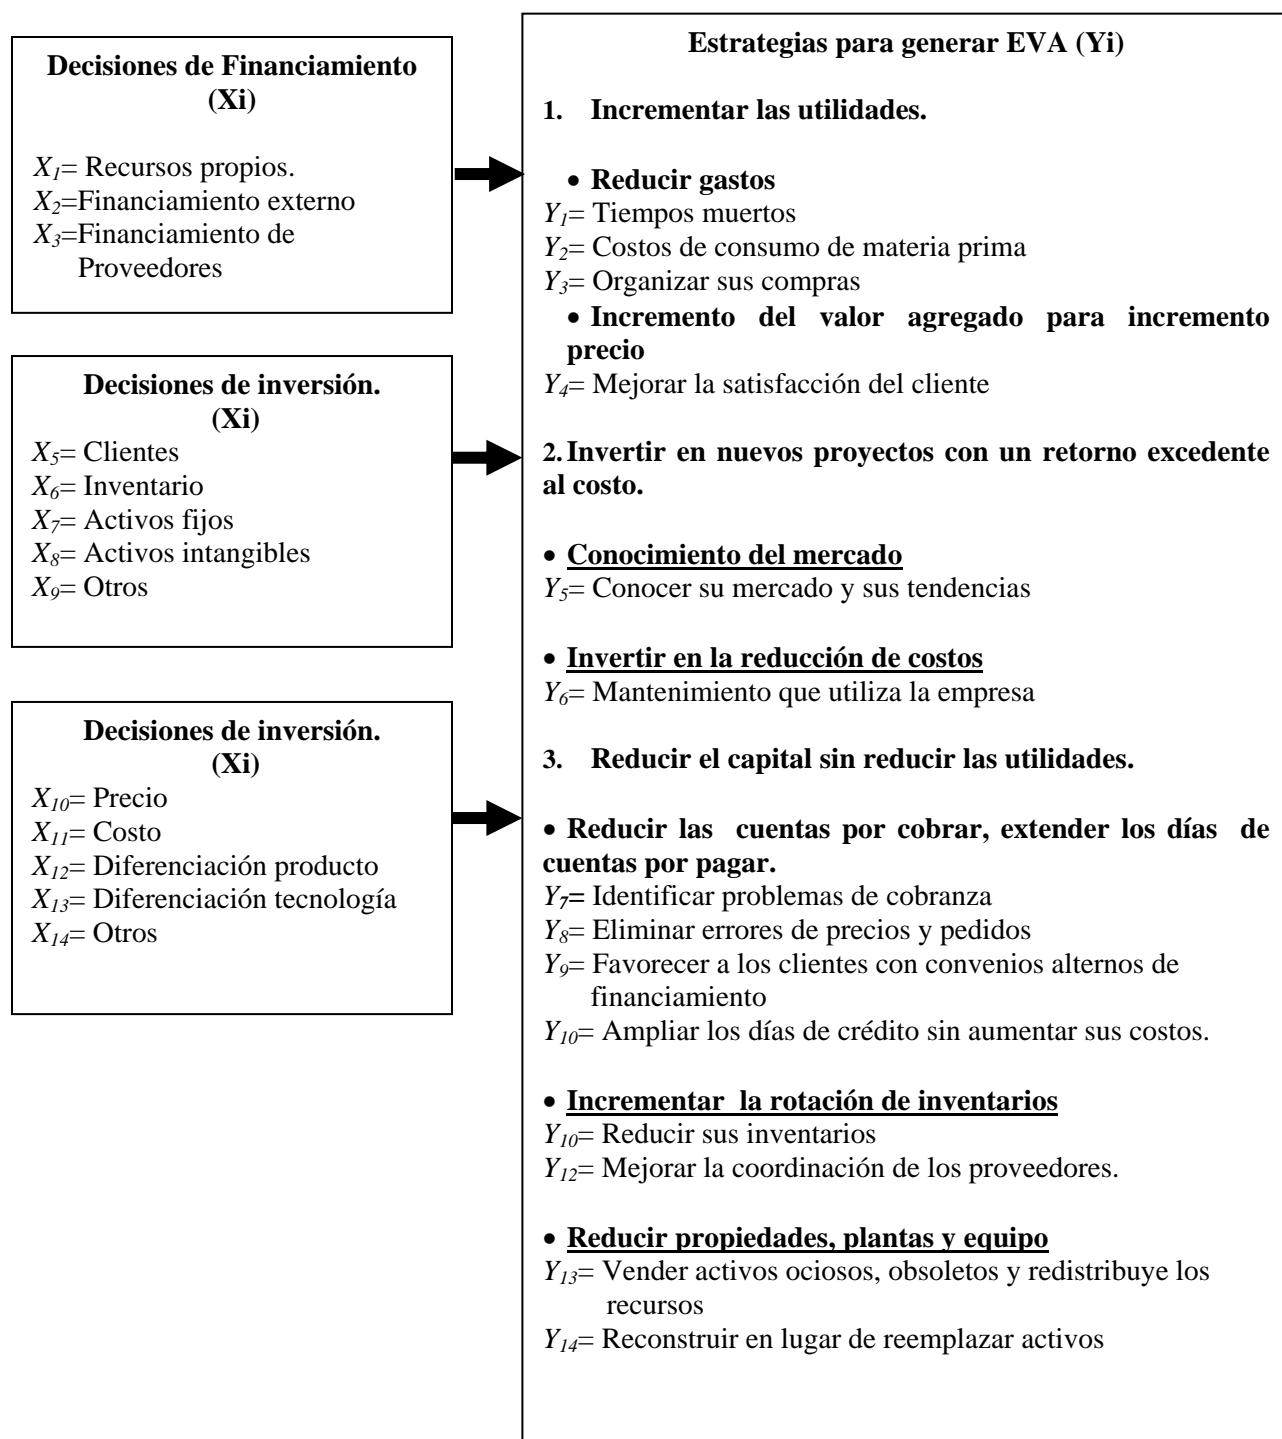 Decisiones de Financiamiento
(Xi)
X1= Recursos propios.
X2=Financiamiento externo
X3=Financiamiento de
Proveedores
Decisiones de inversión.
(Xi)
X5= Clientes
X6= Inventario
X7= Activos fijos
X8= Activos intangibles
X9= Otros
Decisiones de inversión.
(Xi)
X10= Precio
X11= Costo
X12= Diferenciación producto
X13= Diferenciación tecnología
X14= Otros
Estrategias para generar EVA (Yi)
1. Incrementar las utilidades.
• Reducir gastos
Y1= Tiempos muertos
Y2= Costos de consumo de materia prima
Y3= Organizar sus compras
• Incremento del valor agregado para incremento
precio
Y4= Mejorar la satisfacción del cliente
2. Invertir en nuevos proyectos con un retorno excedente
al costo.
• Conocimiento del mercado
Y5= Conocer su mercado y sus tendencias
• Invertir en la reducción de costos
Y6= Mantenimiento que utiliza la empresa
3. Reducir el capital sin reducir las utilidades.
• Reducir las cuentas por cobrar, extender los días de
cuentas por pagar.
Y7= Identificar problemas de cobranza
Y8= Eliminar errores de precios y pedidos
Y9= Favorecer a los clientes con convenios alternos de
financiamiento
Y10= Ampliar los días de crédito sin aumentar sus costos.
• Incrementar la rotación de inventarios
Y10= Reducir sus inventarios
Y12= Mejorar la coordinación de los proveedores.
• Reducir propiedades, plantas y equipo
Y13= Vender activos ociosos, obsoletos y redistribuye los
recursos
Y14= Reconstruir en lugar de reemplazar activos